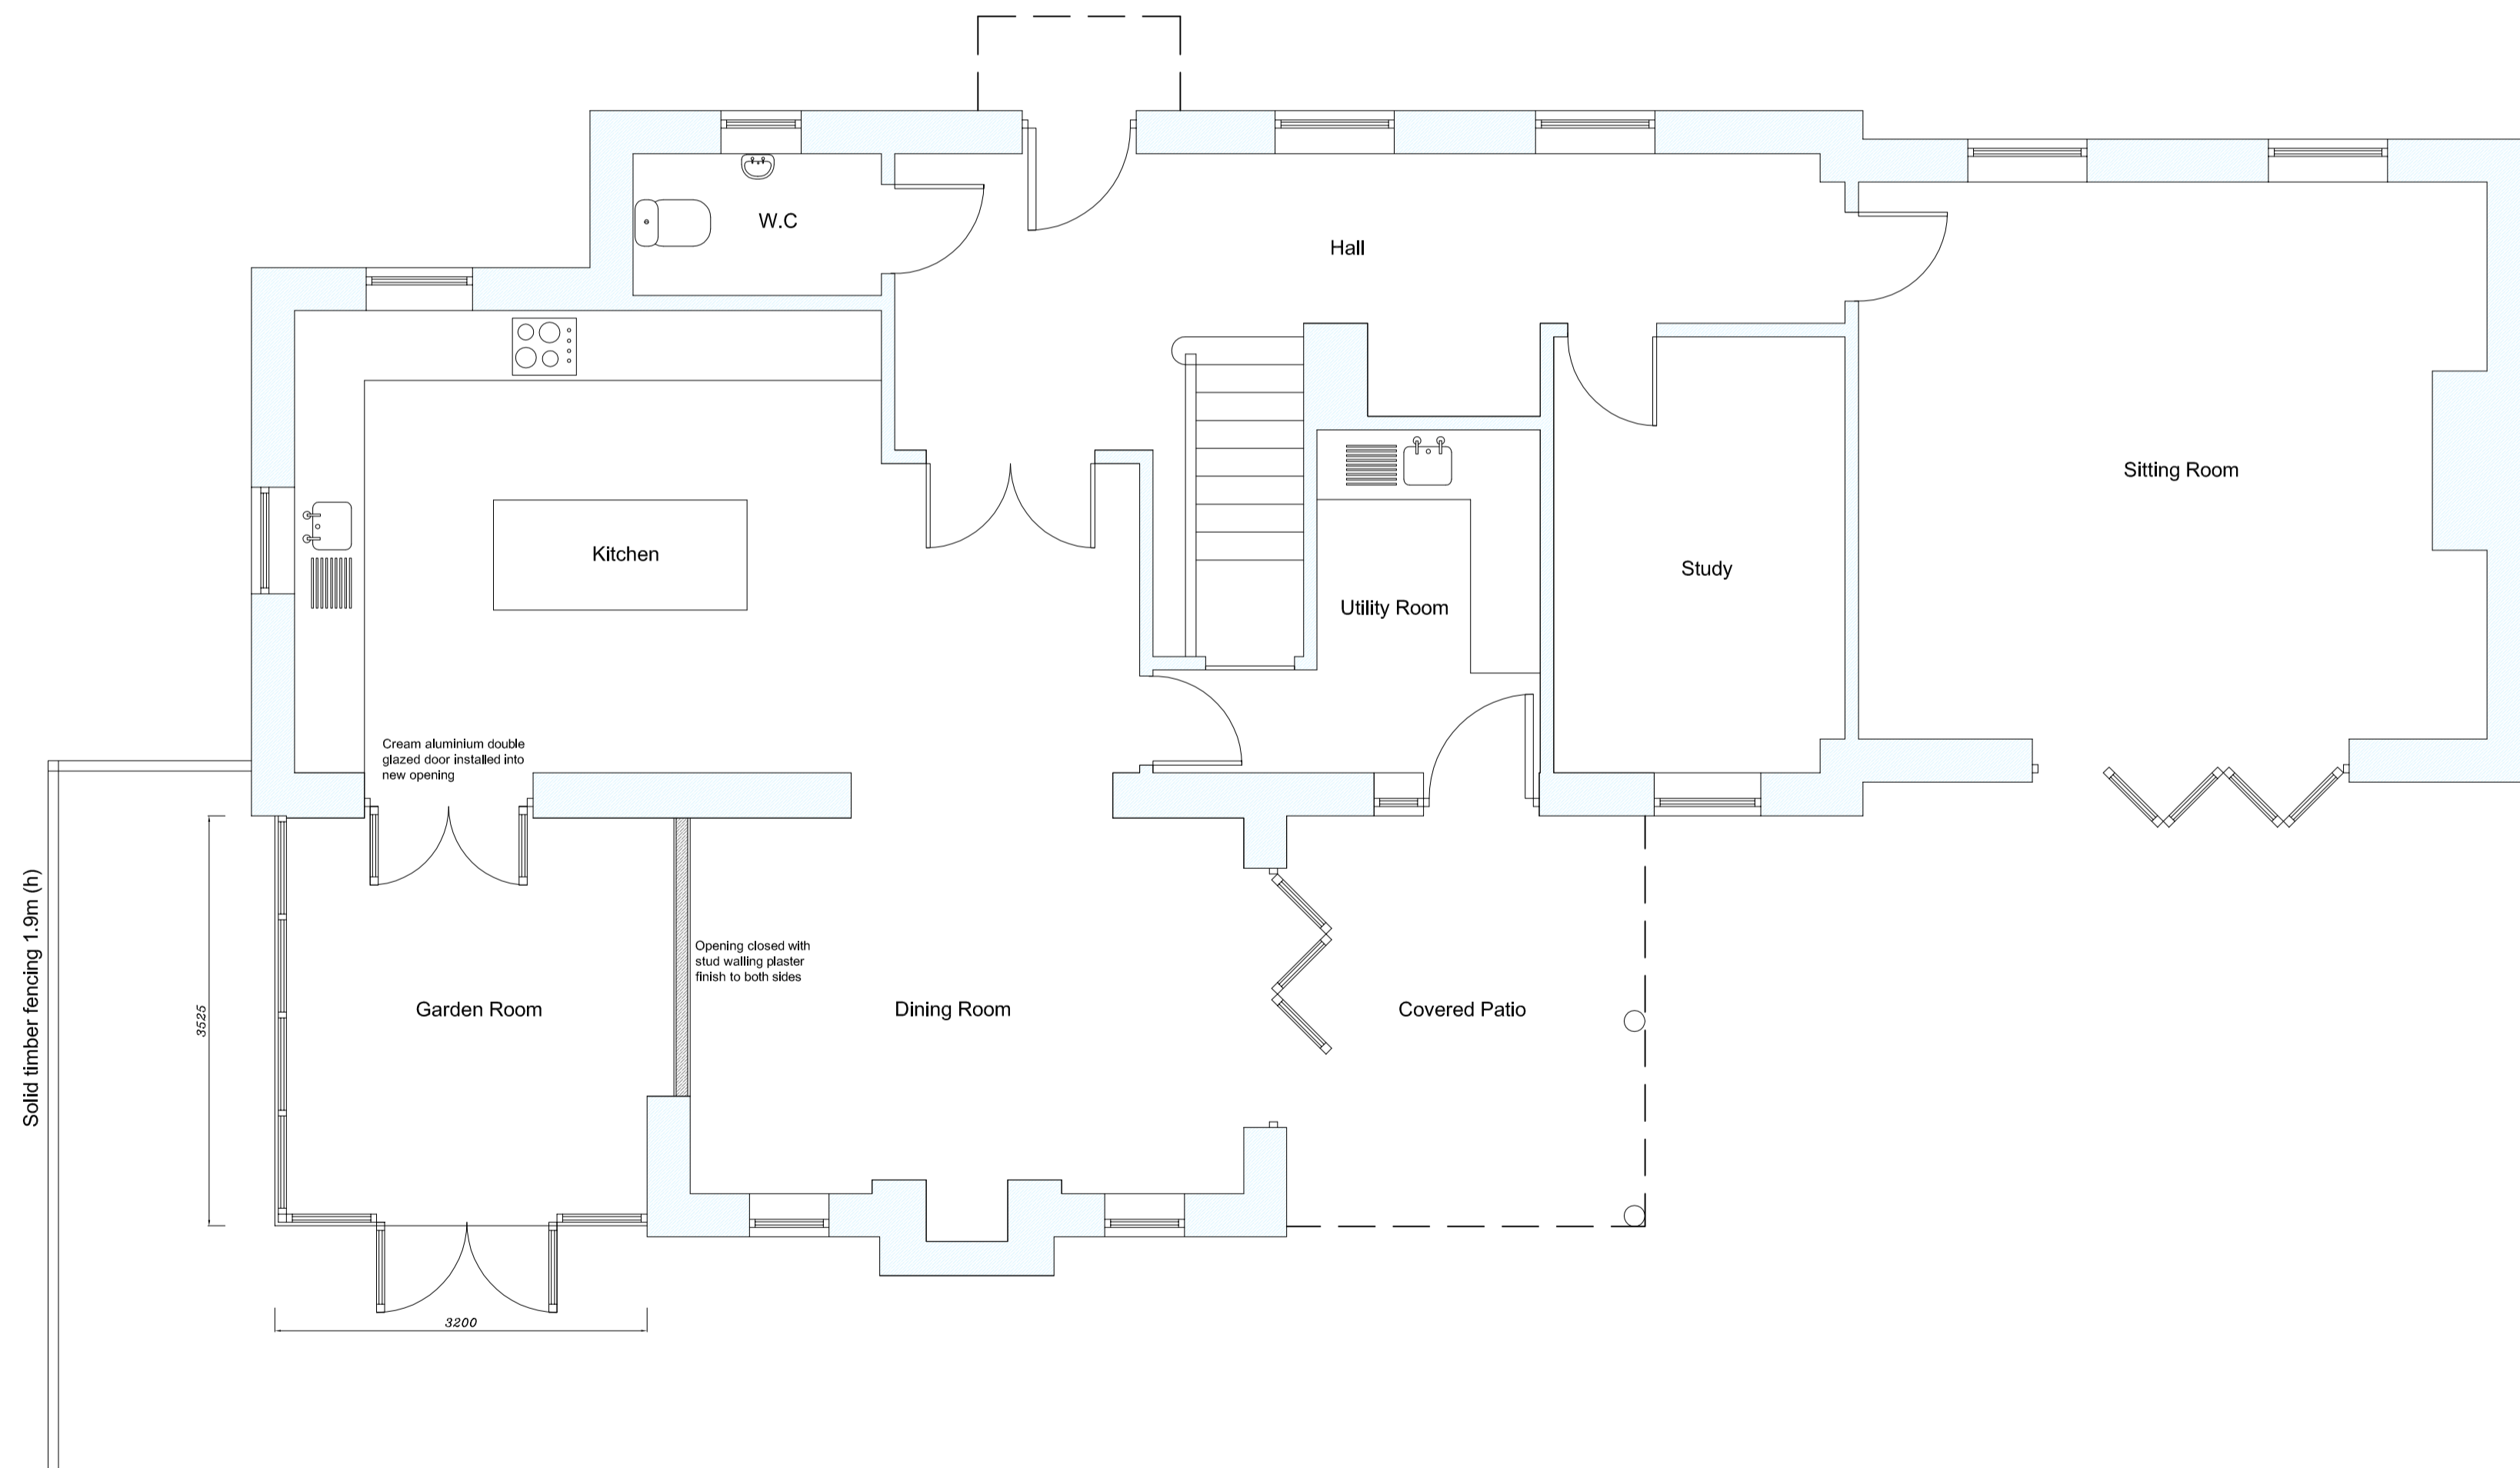 W.C
Hall
Sitting Room
Kitchen
Study
Utility Room
Cream aluminium double
glazed door installed into
new opening
Solid timber fencing 1.9m (h)
3525
Opening closed with
stud walling plaster
finish to both sides
Garden Room
Dining Room
Covered Patio
3200